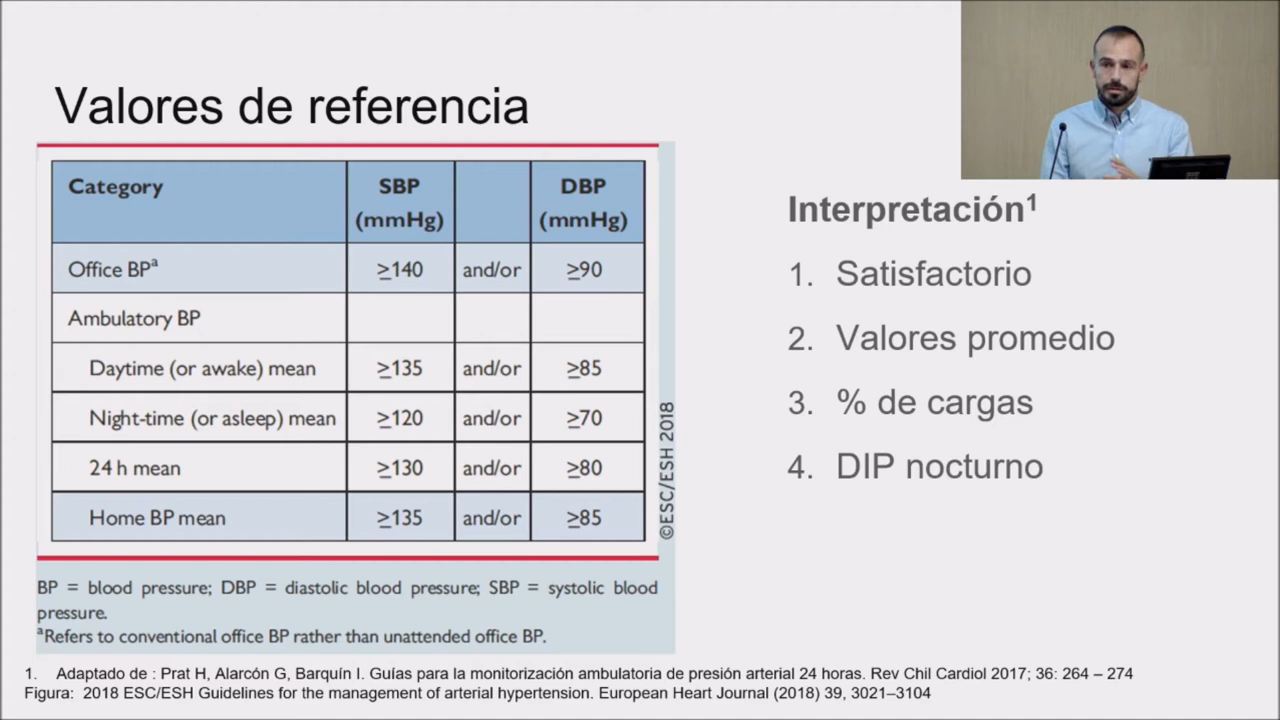 Valores de referencia
Category SBP (mmHg) DBP (mmHg)
Office BPᵃ ≥140 and/or ≥90
Ambulatory BP
Daytime (or awake) mean ≥135 and/or ≥85
Night-time (or asleep) mean ≥120 and/or ≥70
24 h mean ≥130 and/or ≥80
Home BP mean ≥135 and/or ≥85
©ESC/ESH 2018
BP = blood pressure; DBP = diastolic blood pressure; SBP = systolic blood
pressure.
ᵃRefers to conventional office BP rather than unattended office BP.
Interpretación¹
1. Satisfactorio
2. Valores promedio
3. % de cargas
4. DIP nocturno
1. Adaptado de : Prat H, Alarcón G, Barquín I. Guías para la monitorización ambulatoria de presión arterial 24 horas. Rev Chil Cardiol 2017; 36: 264 – 274
Figura: 2018 ESC/ESH Guidelines for the management of arterial hypertension. European Heart Journal (2018) 39, 3021–3104